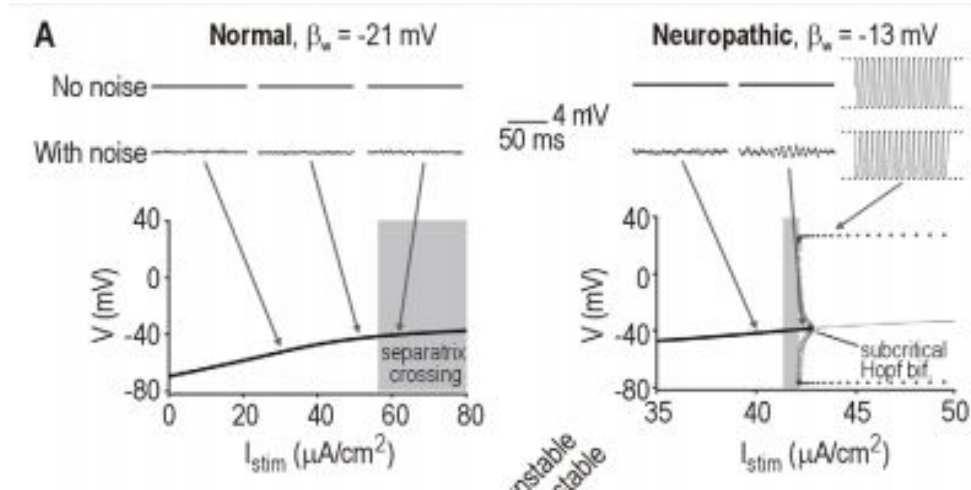 A
Normal, βw = -21 mV
Neuropathic, βw = -13 mV
No noise
4 mV
50 ms
With noise
40
0
-40
-80
V (mV)
separatrix
crossing
0 20 40 60 80
Istim (μA/cm²)
40
0
-40
-80
V (mV)
subcritical
Hopf bif.
35 40 45 50
Istim (μA/cm²)
stable